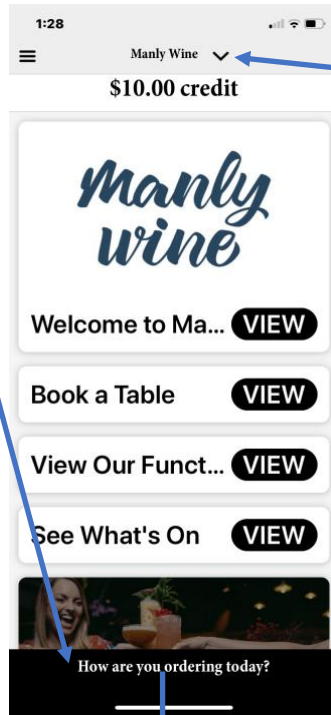 1:28
Manly Wine
$10.00 credit
manly
wine
Welcome to Ma... VIEW
Book a Table VIEW
View Our Funct... VIEW
See What's On VIEW
How are you ordering today?